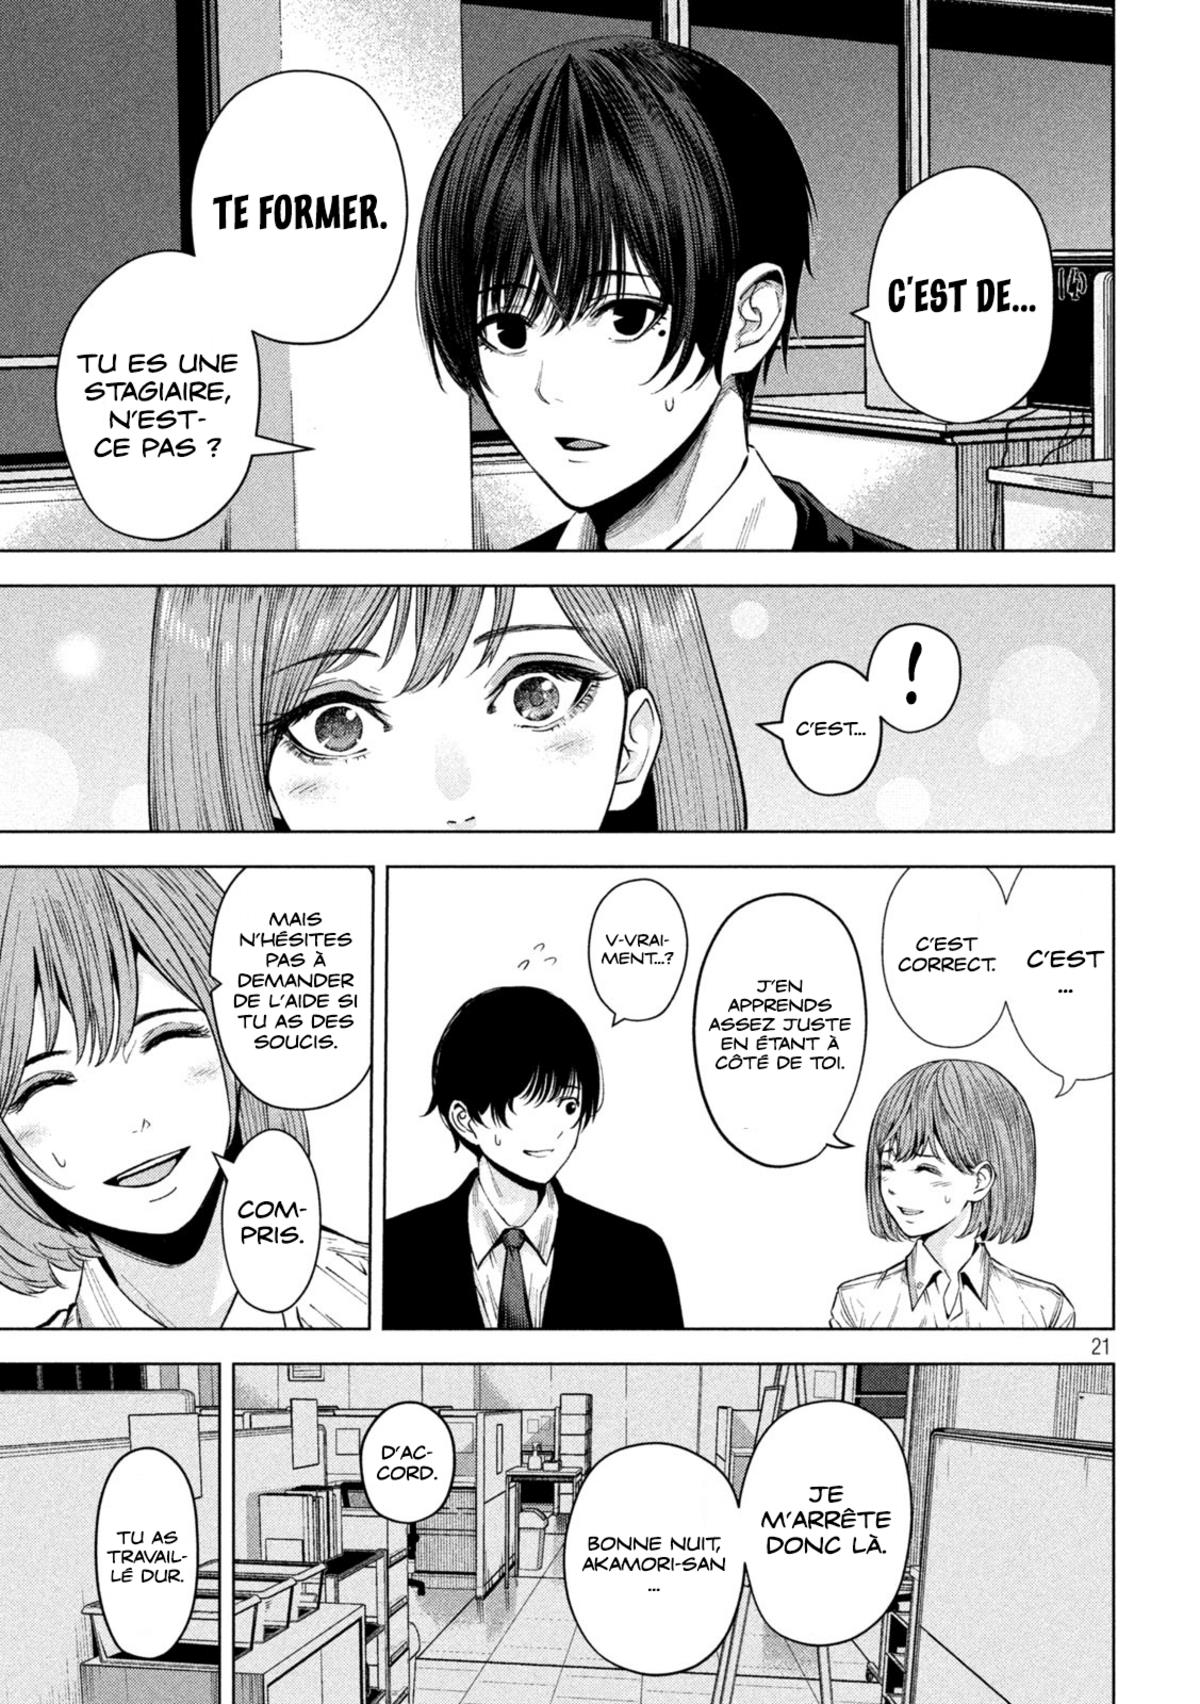 C'EST DE...
TE FORMER.
TU ES UNE
STAGIAIRE,
N'EST-
CE PAS ?
!
C'EST...
C'EST
...
C'EST
CORRECT.
J'EN
APPRENDS
ASSEZ JUSTE
EN ÉTANT À
CÔTÉ DE TOI.
V-VRAI-
MENT...?
MAIS
N'HÉSITES
PAS À
DEMANDER
DE L'AIDE SI
TU AS DES
SOUCIS.
COM-
PRIS.
21
JE
M'ARRÊTE
DONC LÀ.
BONNE NUIT,
AKAMORI-SAN
...
D'AC-
CORD.
TU AS
TRAVAIL-
LÉ DUR.